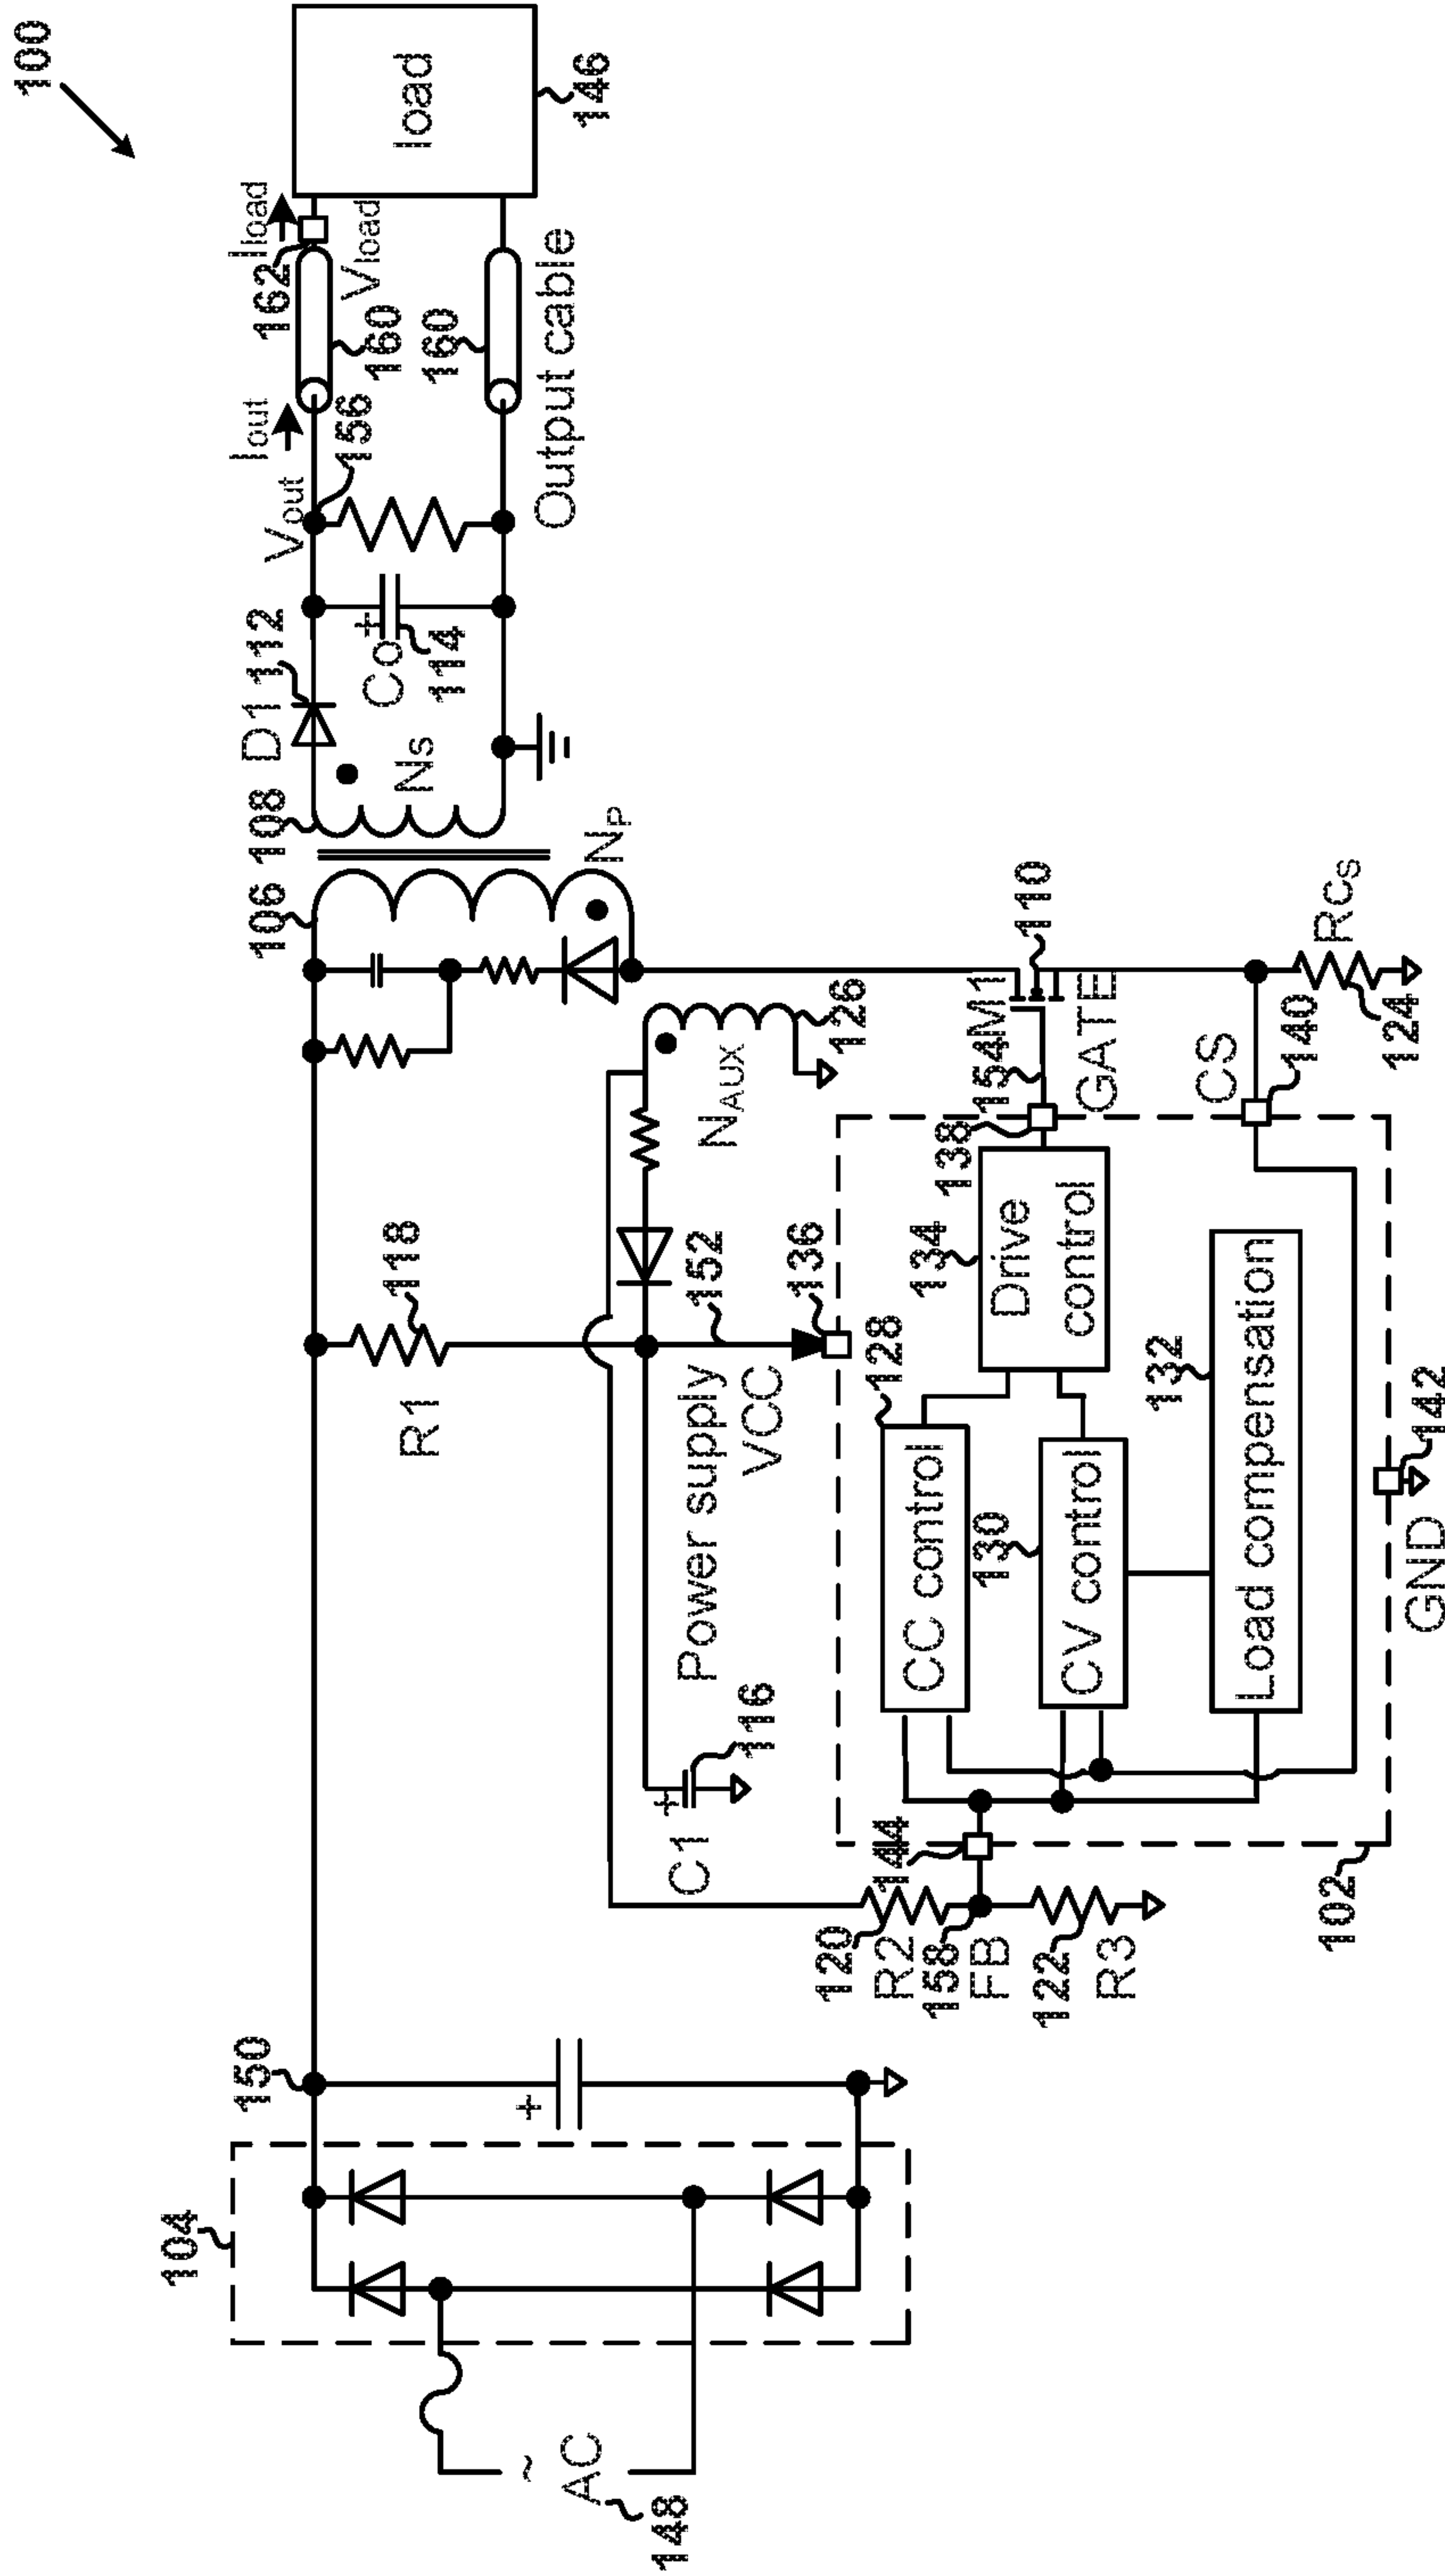 100
104
150
148
~
AC
+
118
R1
106
108
D1
112
NS
NP
Co
+
114
Vout
156
Iout
160
160
Output cable
162
Iload
Vload
load
146
NAUX
126
152
Power supply
VCC
136
C1
+
116
120
R2
158
FB
144
122
R3
102
128
CC control
130
CV control
134
Drive
control
132
Load compensation
138
154
M1
110
GATE
CS
140
RCS
124
142
GND